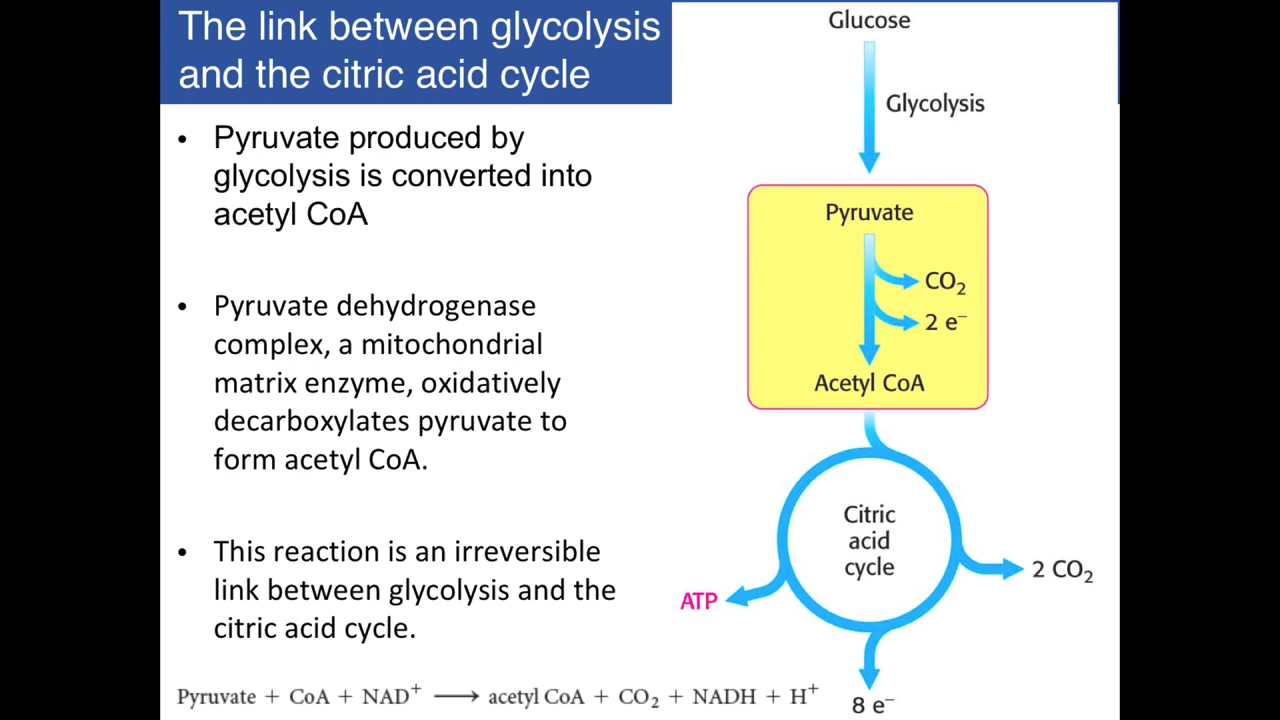 The link between glycolysis
and the citric acid cycle
• Pyruvate produced by
glycolysis is converted into
acetyl CoA
• Pyruvate dehydrogenase
complex, a mitochondrial
matrix enzyme, oxidatively
decarboxylates pyruvate to
form acetyl CoA.
• This reaction is an irreversible
link between glycolysis and the
citric acid cycle.
Pyruvate + CoA + NAD⁺ ⟶ acetyl CoA + CO₂ + NADH + H⁺
Glucose
Glycolysis
Pyruvate
CO₂
2 e⁻
Acetyl CoA
Citric
acid
cycle
2 CO₂
ATP
8 e⁻